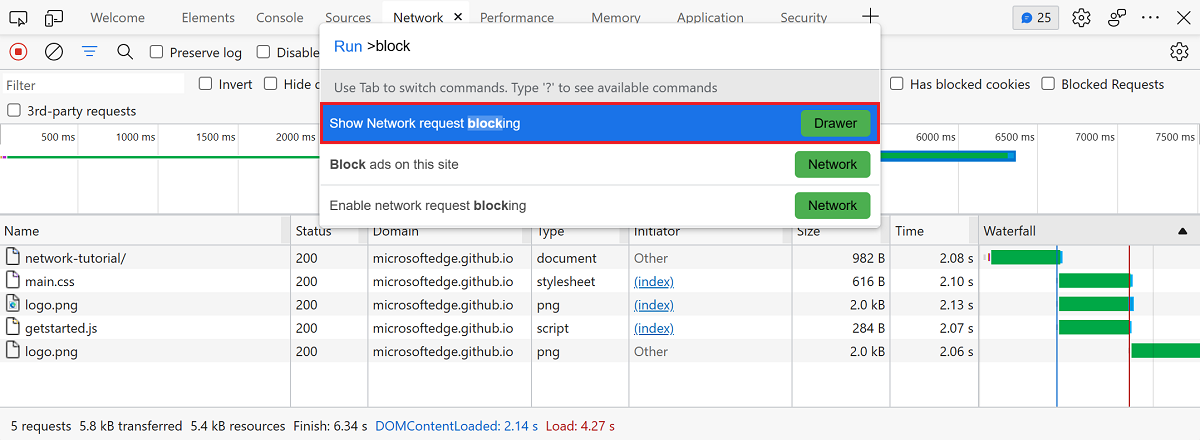 Welcome Elements Console Sources Network Performance Memory Application Security 25
Run >block
Preserve log Disable
Use Tab to switch commands. Type '?' to see available commands
Filter Invert Hide Has blocked cookies Blocked Requests
3rd-party requests
Show Network request blocking Drawer
500 ms 1000 ms 1500 ms 2000 ms 6000 ms 6500 ms 7000 ms 7500 ms
Block ads on this site Network
Enable network request blocking Network
Name Status Domain Type Initiator Size Time Waterfall
network-tutorial/ 200 microsoftedge.github.io document Other 982 B 2.08 s
main.css 200 microsoftedge.github.io stylesheet (index) 616 B 2.10 s
logo.png 200 microsoftedge.github.io png (index) 2.0 kB 2.13 s
getstarted.js 200 microsoftedge.github.io script (index) 284 B 2.07 s
logo.png 200 microsoftedge.github.io png Other 2.0 kB 2.06 s
5 requests 5.8 kB transferred 5.4 kB resources Finish: 6.34 s DOMContentLoaded: 2.14 s Load: 4.27 s